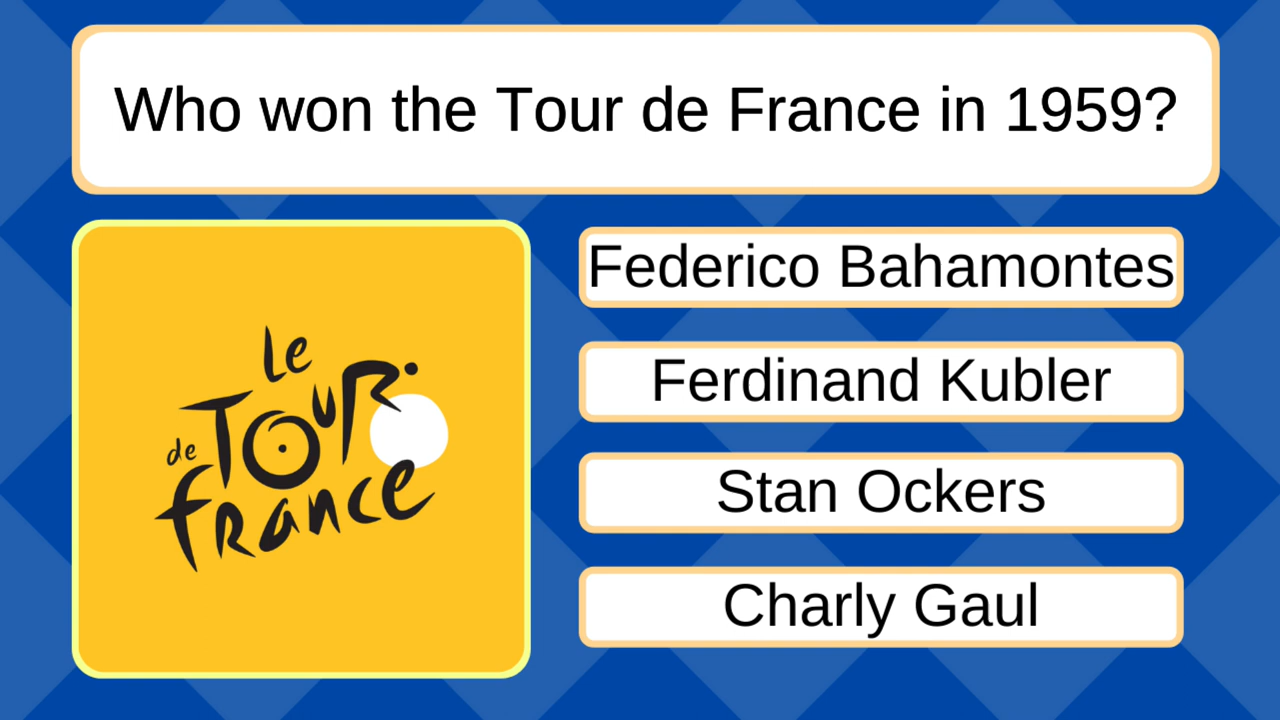 Who won the Tour de France in 1959?
Le
TOUR
de
france
Federico Bahamontes
Ferdinand Kubler
Stan Ockers
Charly Gaul